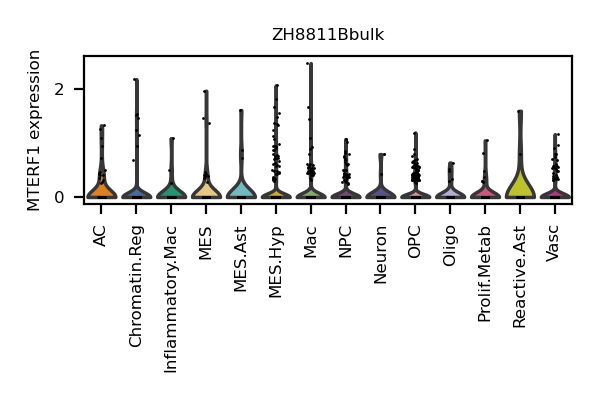 ZH8811Bbulk
MTERF1 expression
2
0
AC
Chromatin.Reg
Inflammatory.Mac
MES
MES.Ast
MES.Hyp
Mac
NPC
Neuron
OPC
Oligo
Prolif.Metab
Reactive.Ast
Vasc